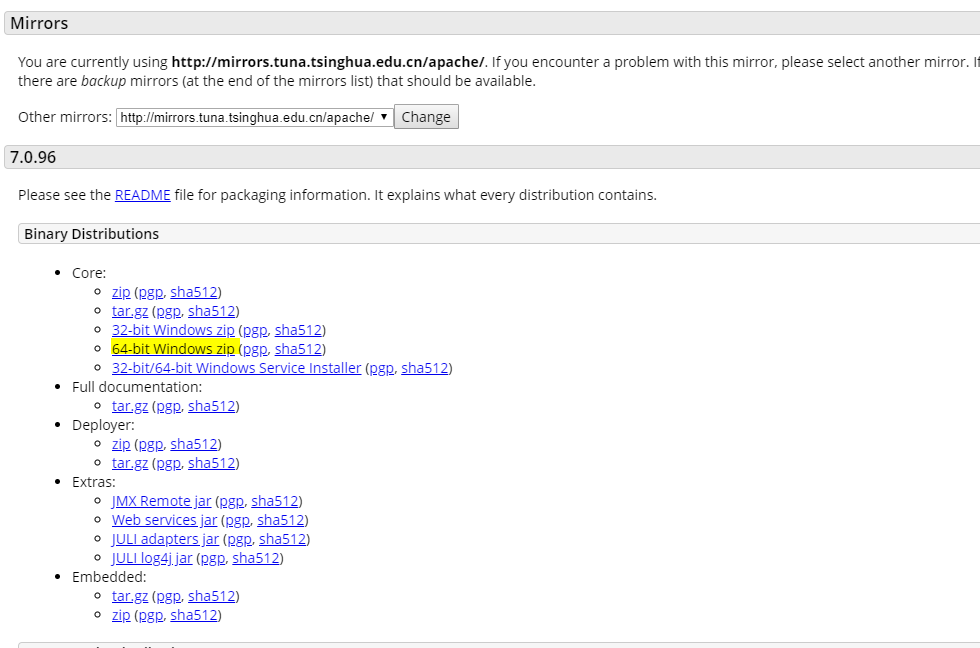 Mirrors
You are currently using http://mirrors.tuna.tsinghua.edu.cn/apache/. If you encounter a problem with this mirror, please select another mirror. If
there are backup mirrors (at the end of the mirrors list) that should be available.
Other mirrors: http://mirrors.tuna.tsinghua.edu.cn/apache/ Change
7.0.96
Please see the README file for packaging information. It explains what every distribution contains.
Binary Distributions
Core:
zip (pgp, sha512)
tar.gz (pgp, sha512)
32-bit Windows zip (pgp, sha512)
64-bit Windows zip (pgp, sha512)
32-bit/64-bit Windows Service Installer (pgp, sha512)
Full documentation:
tar.gz (pgp, sha512)
Deployer:
zip (pgp, sha512)
tar.gz (pgp, sha512)
Extras:
JMX Remote jar (pgp, sha512)
Web services jar (pgp, sha512)
JULI adapters jar (pgp, sha512)
JULI log4j jar (pgp, sha512)
Embedded:
tar.gz (pgp, sha512)
zip (pgp, sha512)